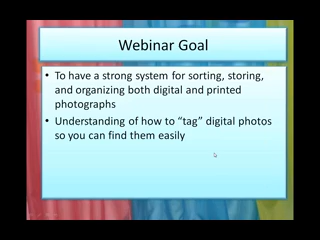 Webinar Goal
• To have a strong system for sorting, storing,
and organizing both digital and printed
photographs
• Understanding of how to “tag” digital photos
so you can find them easily